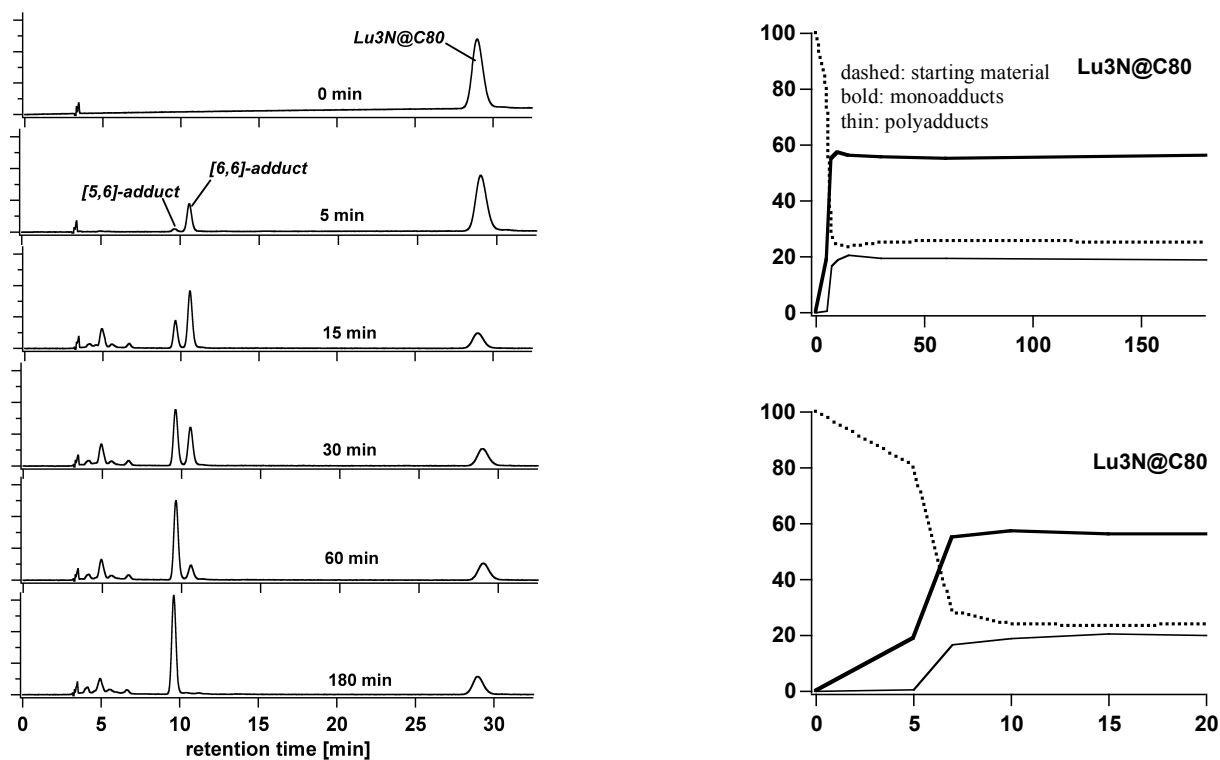 Lu3N@C80
0 min
[6,6]-adduct
[5,6]-adduct
5 min
15 min
30 min
60 min
180 min
0 5 10 15 20 25 30
retention time [min]
100
80
60
40
20
0
dashed: starting material
bold: monoadducts
thin: polyadducts
Lu3N@C80
0 50 100 150
100
80
60
40
20
0
Lu3N@C80
0 5 10 15 20